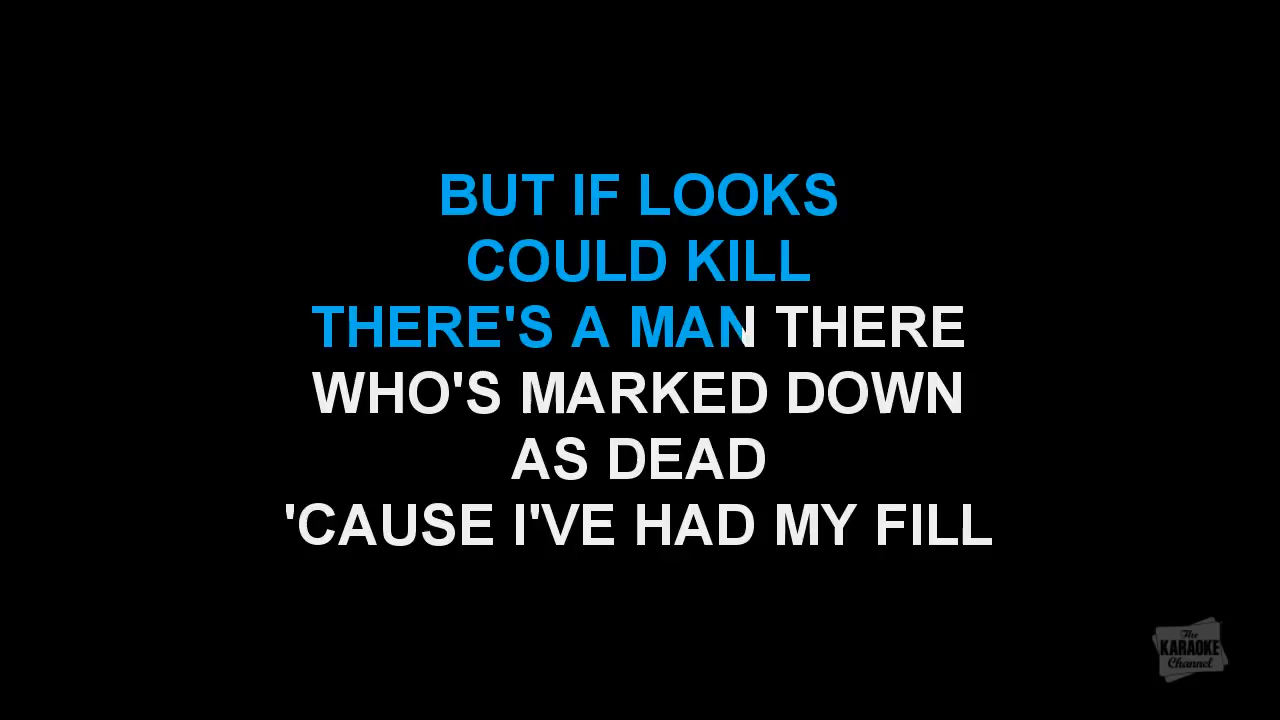 BUT IF LOOKS
COULD KILL
THERE'S A MAN THERE
WHO'S MARKED DOWN
AS DEAD
'CAUSE I'VE HAD MY FILL
The
KARAOKE
Channel